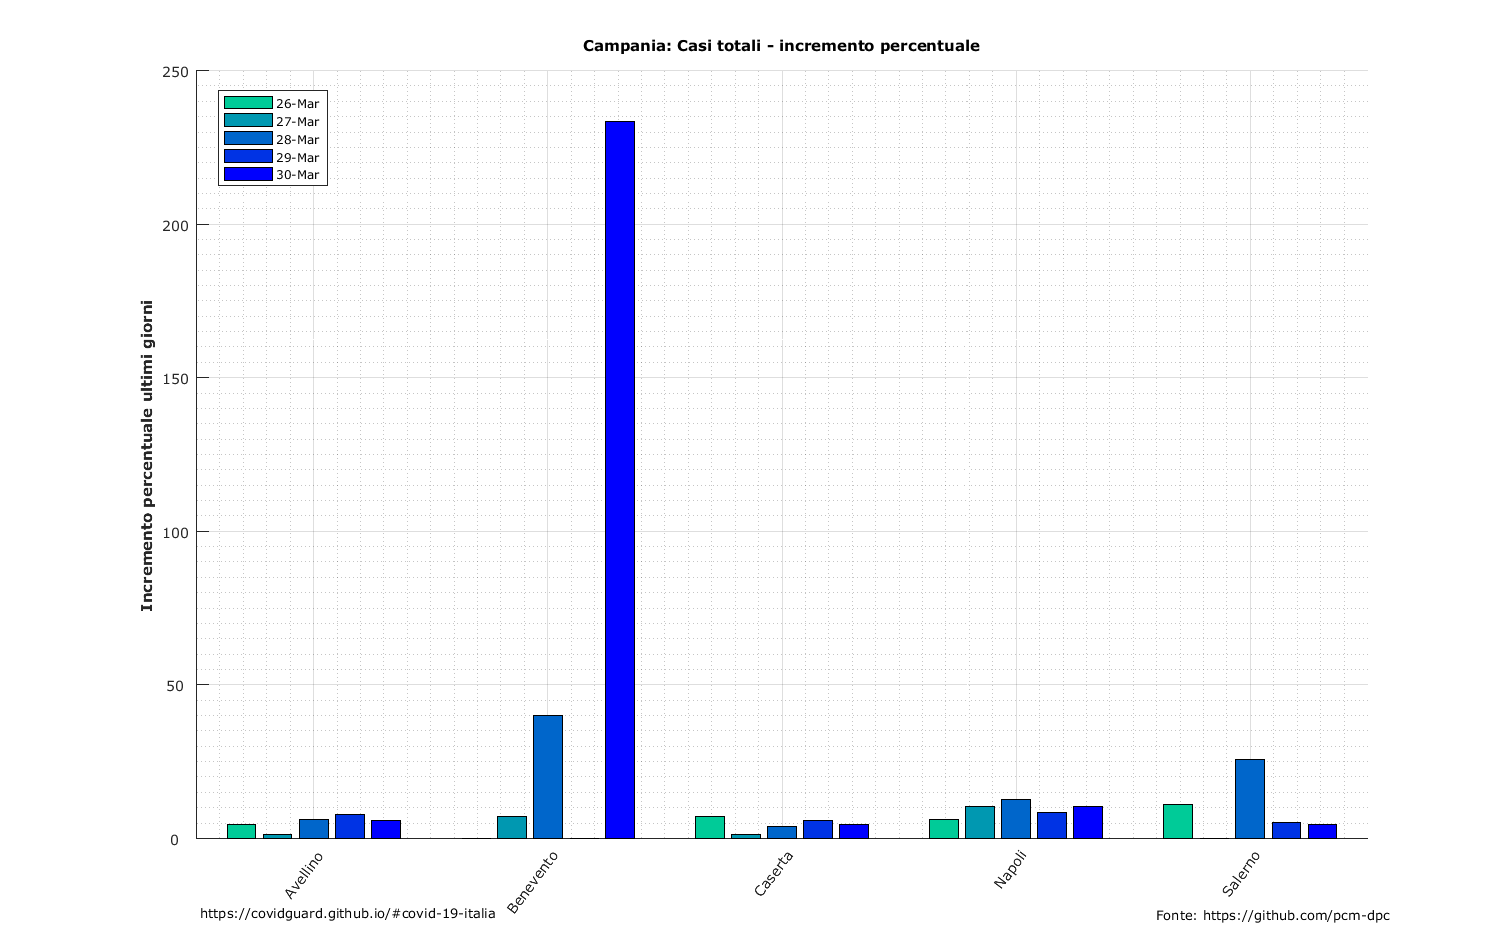 Campania: Casi totali - incremento percentuale
250
200
150
100
50
0
Incremento percentuale ultimi giorni
26-Mar
27-Mar
28-Mar
29-Mar
30-Mar
Avellino
Benevento
Caserta
Napoli
Salerno
https://covidguard.github.io/#covid-19-italia
Fonte: https://github.com/pcm-dpc